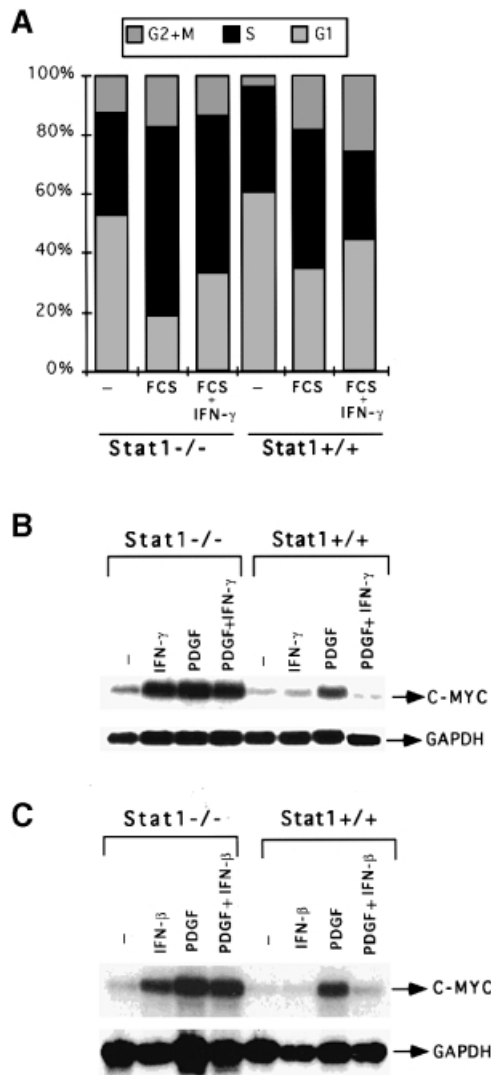 A
G2+M S G1
100%
80%
60%
40%
20%
0%
– FCS FCS + IFN-γ – FCS FCS + IFN-γ
Stat1-/- Stat1+/+
B
Stat1-/- Stat1+/+
– IFN-γ PDGF PDGF+IFN-γ – IFN-γ PDGF PDGF+ IFN-γ
C-MYC
GAPDH
C
Stat1-/- Stat1+/+
– IFN-β PDGF PDGF+ IFN-β – IFN-β PDGF PDGF+ IFN-β
C-MYC
GAPDH